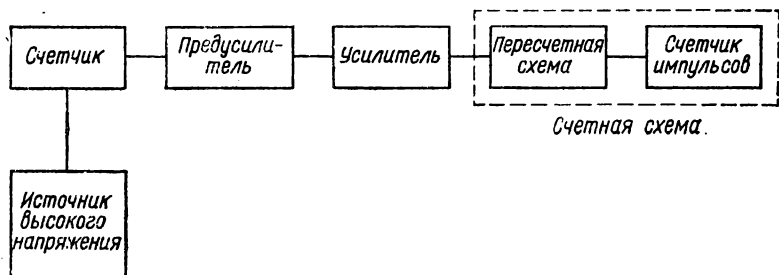 Счетчик
Предусили-
тель
Усилитель
Пересчетная
схема
Счетчик
импульсов
Счетная схема.
Источник
высокого
напряжения